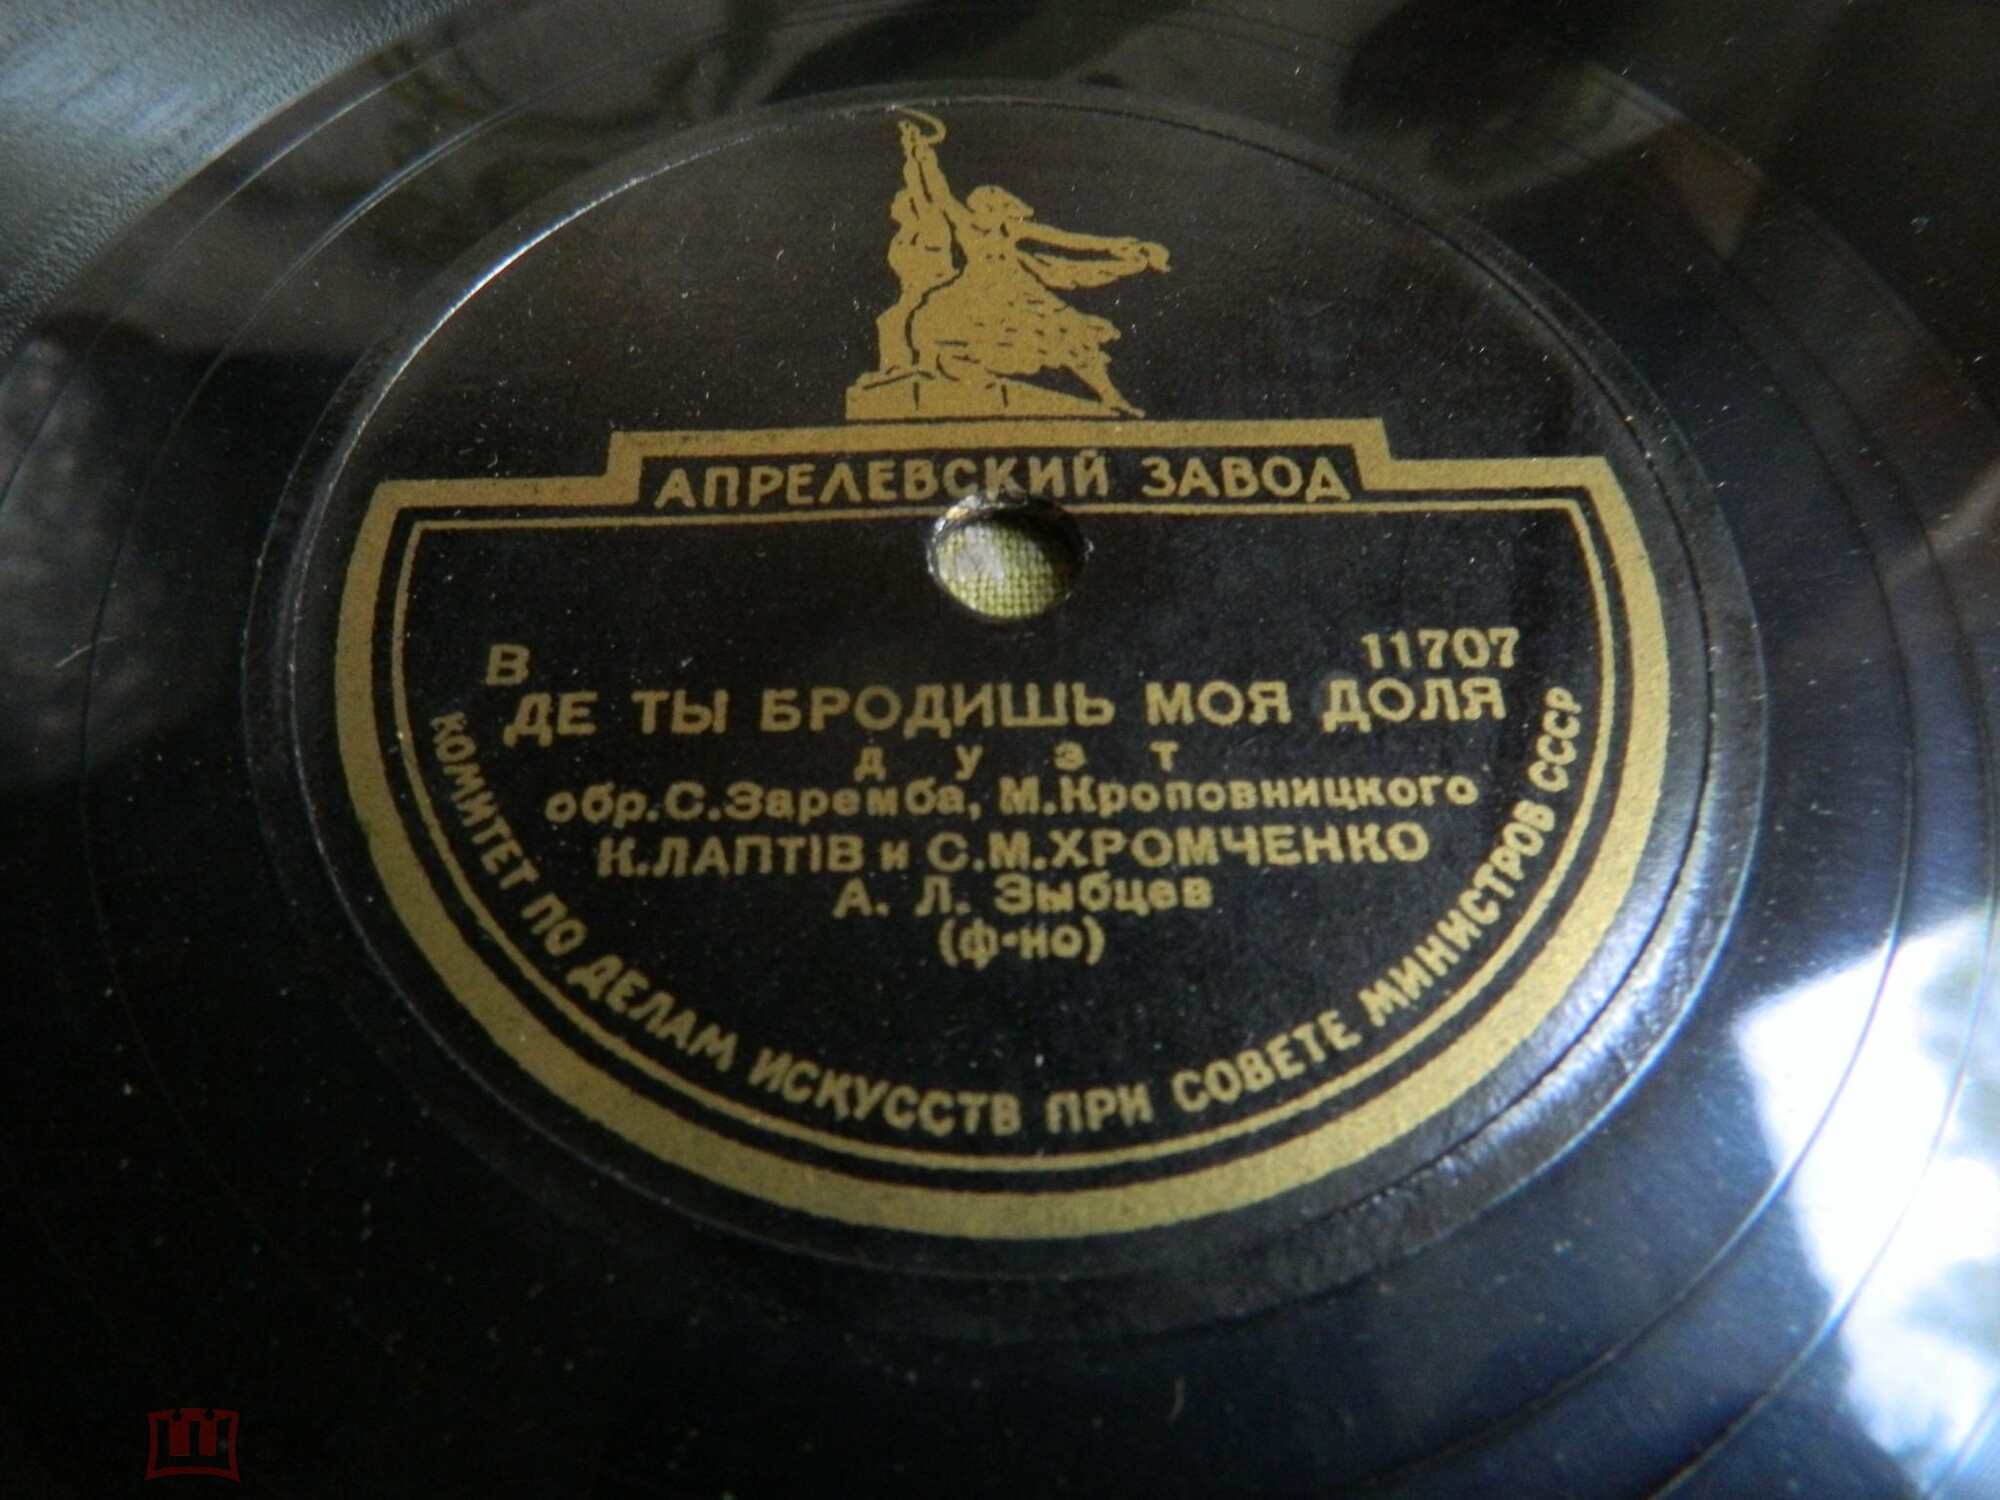 АПРЕЛЕВСКИЙ ЗАВОД
В 11707
ДЕ ТЫ БРОДИШЬ МОЯ ДОЛЯ
дуэт
обр. С. Заремба, М. Кроповницкого
К. ЛАПТІВ и С. М. ХРОМЧЕНКО
А. Л. Зыбцев
(ф-но)
КОМИТЕТ ПО ДЕЛАМ ИСКУССТВ ПРИ СОВЕТЕ МИНИСТРОВ СССР